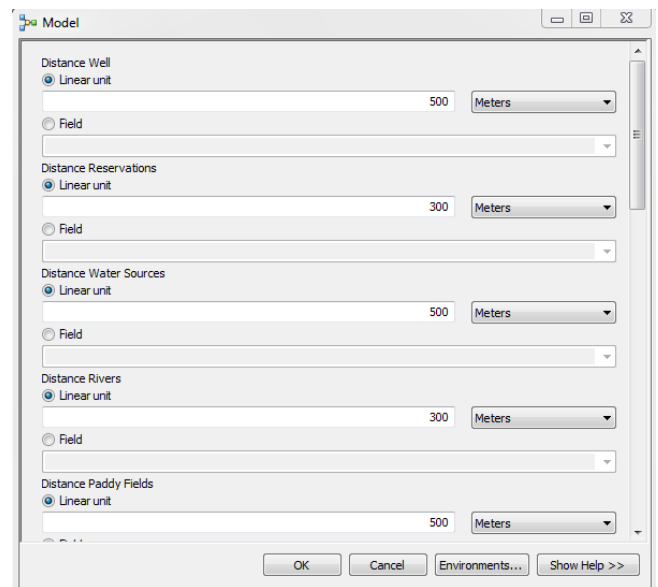 Model
Distance Well
Linear unit
500 Meters
Field
Distance Reservations
Linear unit
300 Meters
Field
Distance Water Sources
Linear unit
500 Meters
Field
Distance Rivers
Linear unit
300 Meters
Field
Distance Paddy Fields
Linear unit
500 Meters
OK Cancel Environments... Show Help >>